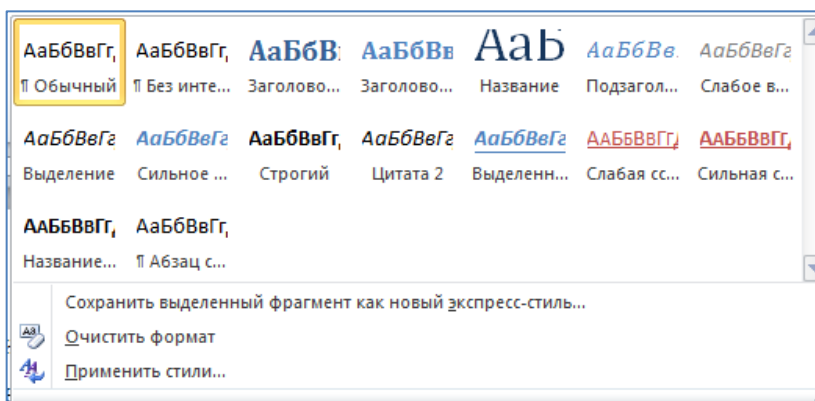 АаБбВвГг, АаБбВвГг, АаБбВ АаБбВв АаЬ АаБбВв. АаБбВвГг
¶ Обычный ¶ Без инте... Заголово... Заголово... Название Подзагол... Слабое в...
АаБбВвГг АаБбВвГг АаБбВвГг, АаБбВвГг АаБбВвГг ААББВВГГ, ААББВВГГ,
Выделение Сильное ... Строгий Цитата 2 Выделенн... Слабая сс... Сильная с...
ААББВВГГ, АаБбВвГг,
Название... ¶ Абзац с...
Сохранить выделенный фрагмент как новый экспресс-стиль...
Очистить формат
Применить стили...